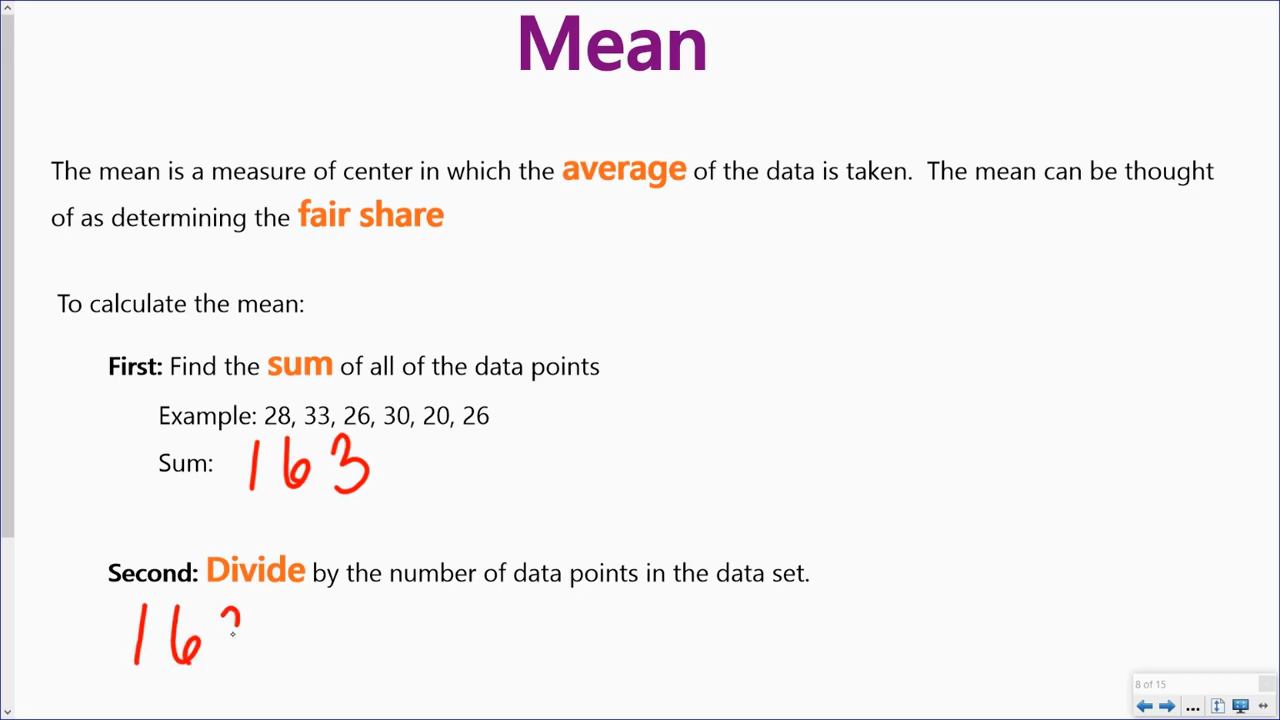 Mean
The mean is a measure of center in which the average of the data is taken. The mean can be thought
of as determining the fair share
To calculate the mean:
First: Find the sum of all of the data points
Example: 28, 33, 26, 30, 20, 26
Sum: 163
Second: Divide by the number of data points in the data set.
16
8 of 15
...